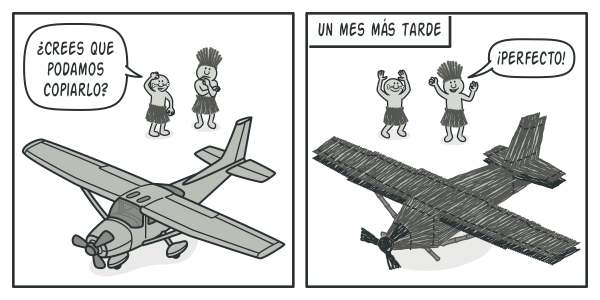 ¿CREES QUE
PODAMOS
COPIARLO?
UN MES MÁS TARDE
¡PERFECTO!